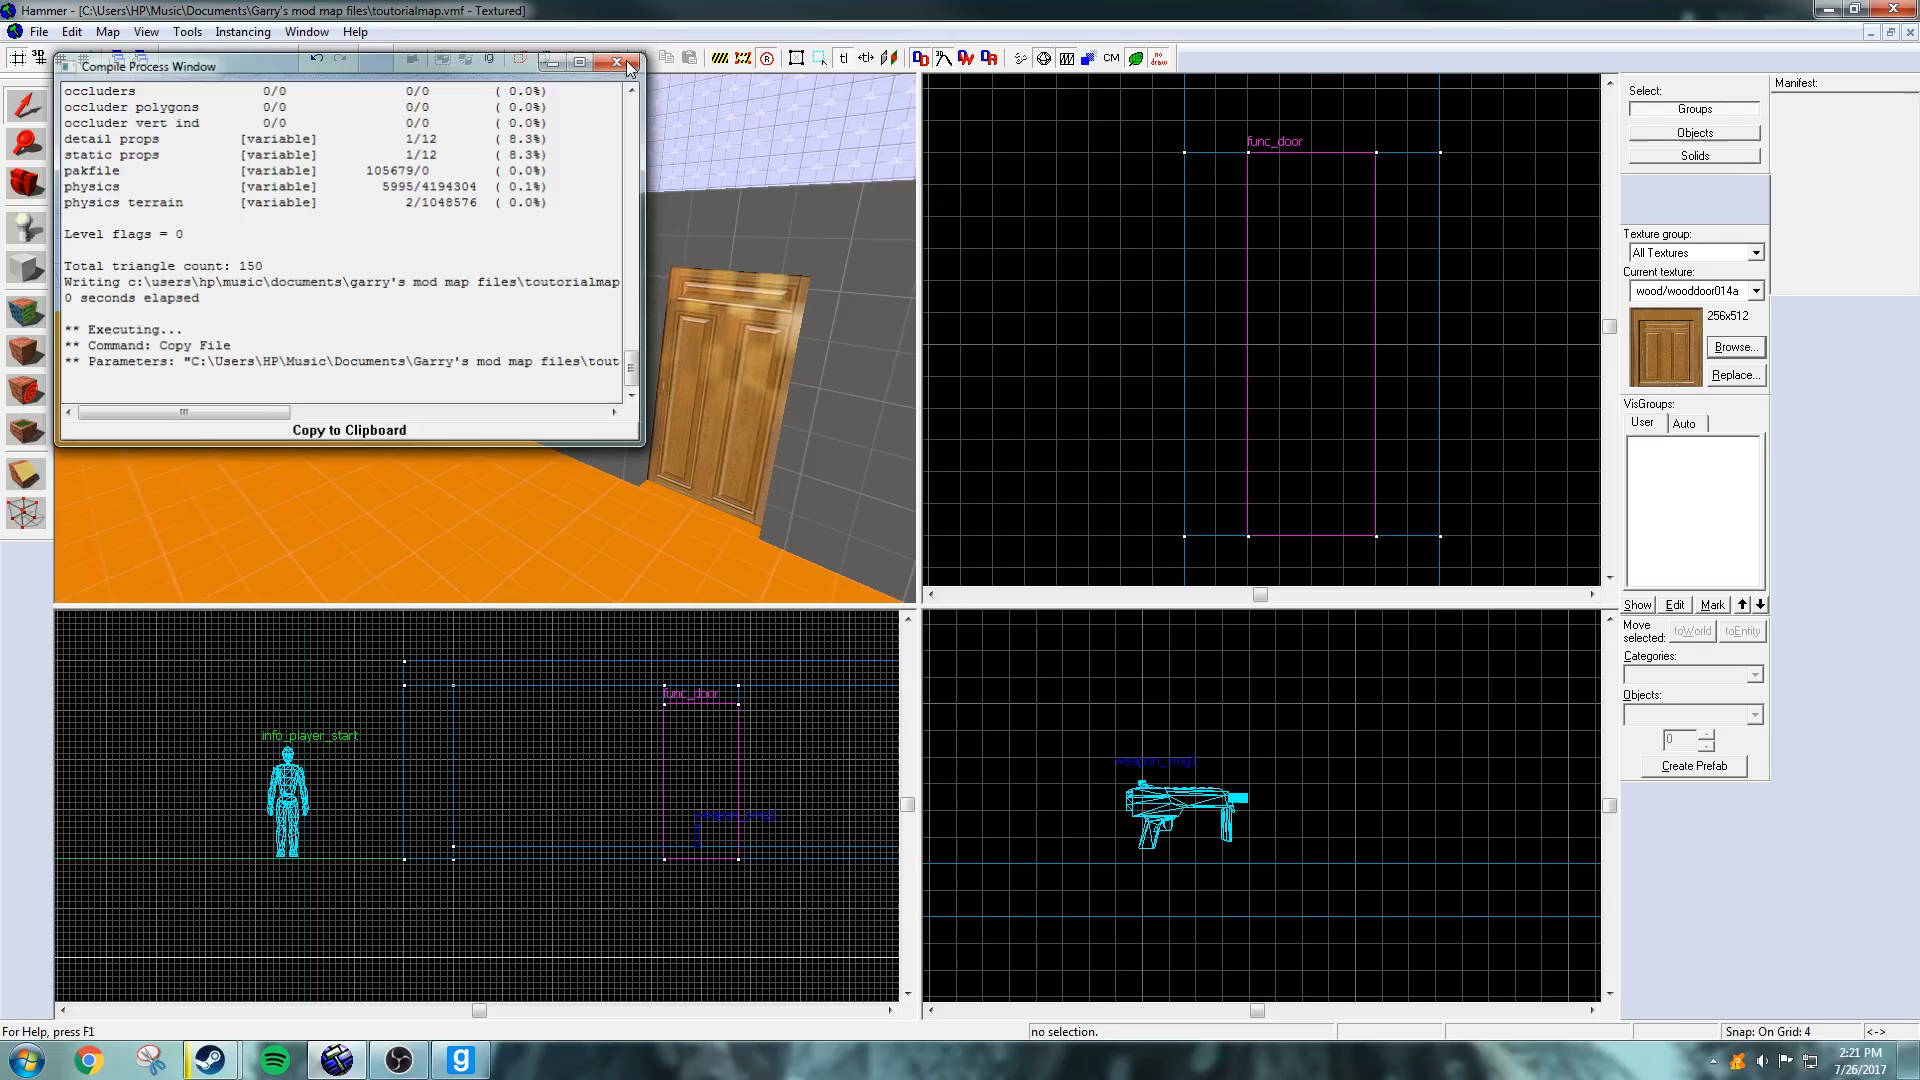 Hammer - [C:\Users\HP\Music\Documents\Garry's mod map files\toutorialmap.vmf - Textured]
File Edit Map View Tools Instancing Window Help
3D
tl
CM
Compile Process Window
occluders 0/0 0/0 ( 0.0%)
occluder polygons 0/0 0/0 ( 0.0%)
occluder vert ind 0/0 0/0 ( 0.0%)
detail props [variable] 1/12 ( 8.3%)
static props [variable] 1/12 ( 8.3%)
pakfile [variable] 105679/0 ( 0.0%)
physics [variable] 5995/4194304 ( 0.1%)
physics terrain [variable] 2/1048576 ( 0.0%)
Level flags = 0
Total triangle count: 150
Writing c:\users\hp\music\documents\garry's mod map files\toutorialmap
0 seconds elapsed
** Executing...
** Command: Copy File
** Parameters: "C:\Users\HP\Music\Documents\Garry's mod map files\tout
Copy to Clipboard
func_door
info_player_start
func_door
weapon_smg1
weapon_smg1
Select:
Groups
Objects
Solids
Manifest:
Texture group:
All Textures
Current texture:
wood/wooddoor014a
256x512
Browse...
Replace...
VisGroups:
User Auto
Show Edit Mark
Move selected:
toWorld toEntity
Categories:
Objects:
0
Create Prefab
For Help, press F1
no selection.
Snap: On Grid: 4
<->
2:21 PM
7/26/2017